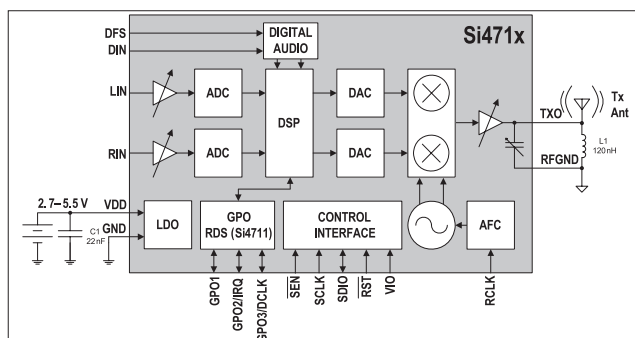 DFS
DIN
DIGITAL
AUDIO
Si471x
LIN
ADC
DSP
DAC
TXO
Tx
Ant
RIN
ADC
DAC
RFGND
L1
120nH
2.7–5.5 V
VDD
GND
C1
22nF
LDO
GPO
RDS (Si4711)
CONTROL
INTERFACE
AFC
GPO1
GPO2/IRQ
GPO3/DCLK
SEN
SCLK
SDIO
RST
VIO
RCLK